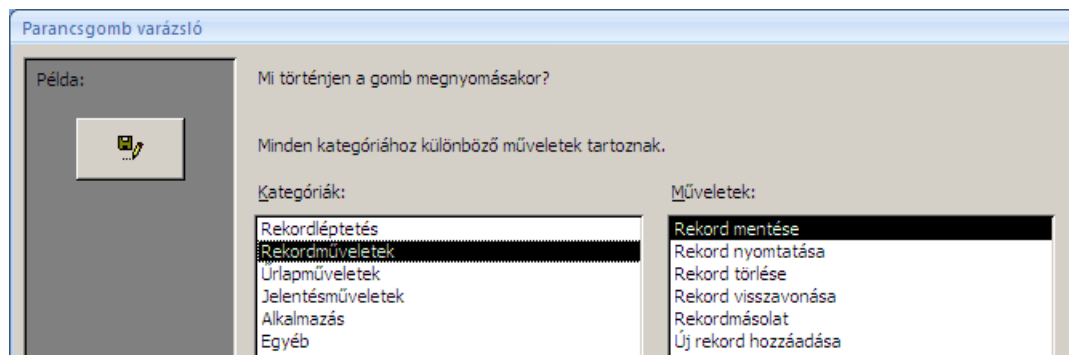 Parancsgomb varázsló
Példa:
Mi történjen a gomb megnyomásakor?
Minden kategóriához különböző műveletek tartoznak.
Kategóriák:
Rekordléptetés
Rekordműveletek
Űrlapműveletek
Jelentésműveletek
Alkalmazás
Egyéb
Műveletek:
Rekord mentése
Rekord nyomtatása
Rekord törlése
Rekord visszavonása
Rekordmásolat
Új rekord hozzáadása